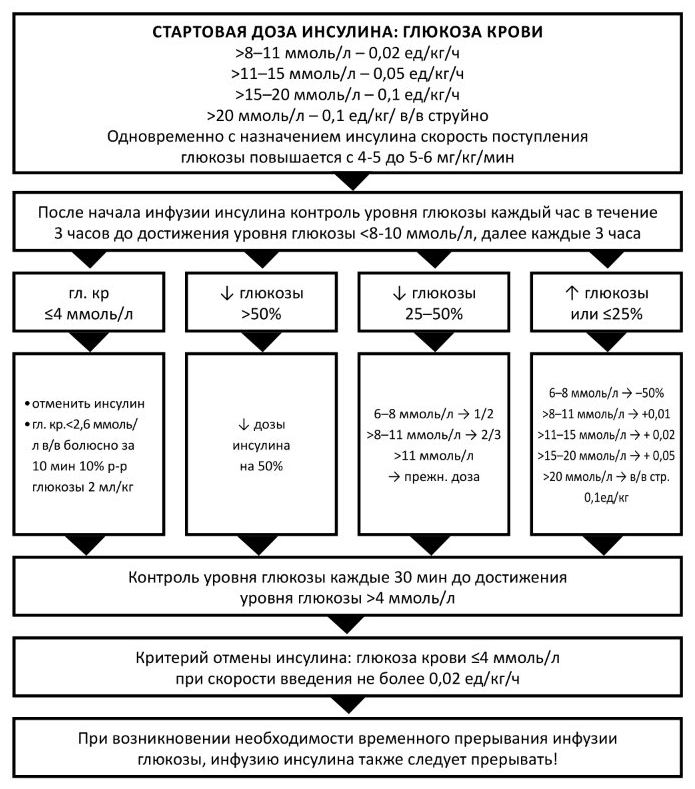 СТАРТОВАЯ ДОЗА ИНСУЛИНА: ГЛЮКОЗА КРОВИ
>8–11 ммоль/л – 0,02 ед/кг/ч
>11–15 ммоль/л – 0,05 ед/кг/ч
>15–20 ммоль/л – 0,1 ед/кг/ч
>20 ммоль/л – 0,1 ед/кг/ в/в струйно
Одновременно с назначением инсулина скорость поступления
глюкозы повышается с 4-5 до 5-6 мг/кг/мин
После начала инфузии инсулина контроль уровня глюкозы каждый час в течение
3 часов до достижения уровня глюкозы <8-10 ммоль/л, далее каждые 3 часа
гл. кр
≤4 ммоль/л
↓ глюкозы
>50%
↓ глюкозы
25–50%
↑ глюкозы
или ≤25%
• отменить инсулин
• гл. кр.<2,6 ммоль/
л в/в болюсно за
10 мин 10% р-р
глюкозы 2 мл/кг
↓ дозы
инсулина
на 50%
6–8 ммоль/л → 1/2
>8–11 ммоль/л → 2/3
>11 ммоль/л
→ прежн. доза
6–8 ммоль/л → –50%
>8–11 ммоль/л → +0,01
>11–15 ммоль/л → + 0,02
>15–20 ммоль/л → + 0,05
>20 ммоль/л → в/в стр.
0,1ед/кг
Контроль уровня глюкозы каждые 30 мин до достижения
уровня глюкозы >4 ммоль/л
Критерий отмены инсулина: глюкоза крови ≤4 ммоль/л
при скорости введения не более 0,02 ед/кг/ч
При возникновении необходимости временного прерывания инфузии
глюкозы, инфузию инсулина также следует прерывать!